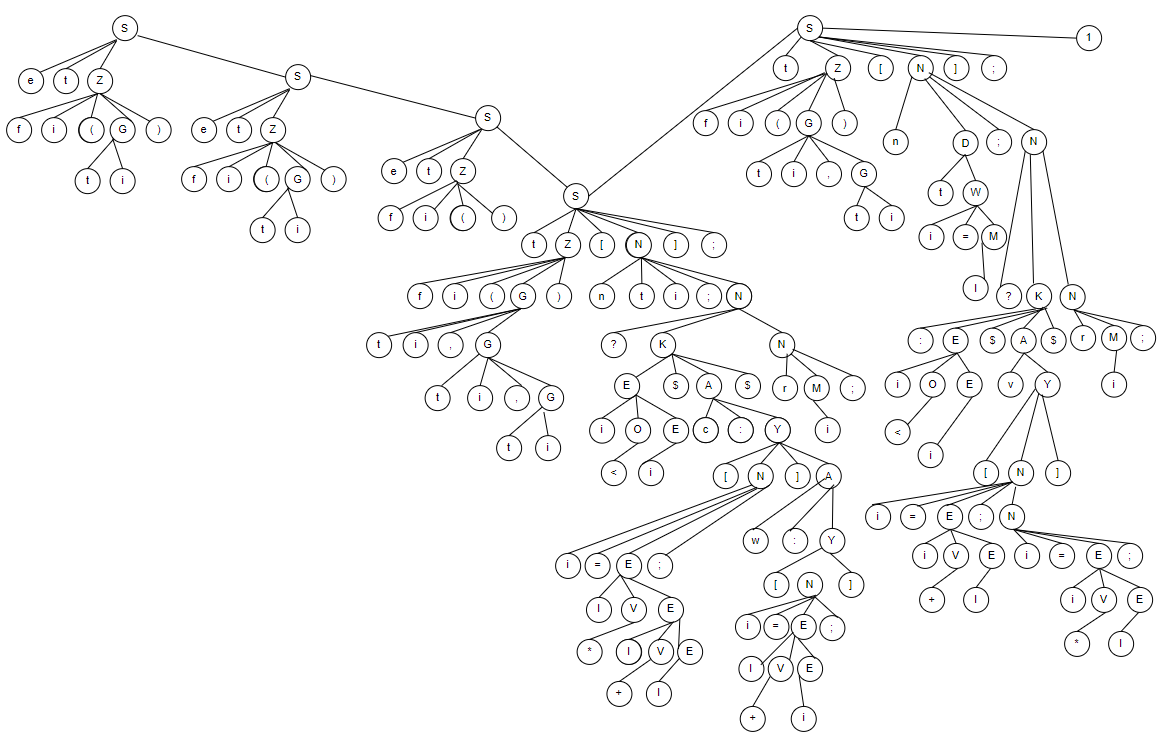 S S 1
t Z [ N ] ;
e t Z S
S f i ( G )
f i ( G ) e t Z n D ; N
e t Z t i , G
t i f i ( G ) S t W
f i ( ) t i
t i i = M
t Z [ N ] ;
I
f i ( G ) n t i ; N ? K N
t i , G ? K N : E $ A $ r M ;
t i , G E $ A $ r M ; i O E v Y i
i O E c : Y i <
t i i
< i [ N ] A [ N ]
i = E ; N
w : Y i V E i = E ;
i = E ; [ N ] + I i V E
I V E i = E ; * I
* I V E I V E
+ I + i